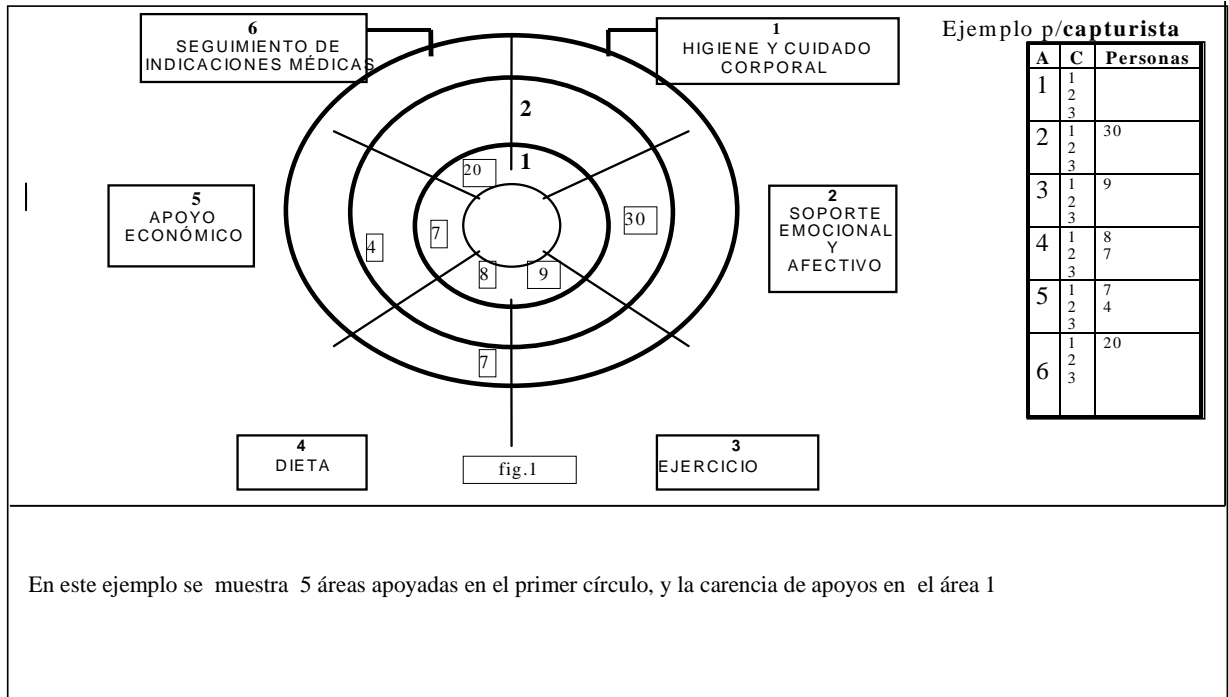 6
SEGUIMIENTO DE
INDICACIONES MÉDICAS
1
HIGIENE Y CUIDADO
CORPORAL
Ejemplo p/capturista
A C Personas
1 1
2
3
2 1 30
2
3
3 1 9
2
3
4 1 8
2 7
3
5 1 7
2 4
3
6 1 20
2
3
2
1
20
30
7
4
8
9
7
5
APOYO
ECONÓMICO
2
SOPORTE
EMOCIONAL
Y
AFECTIVO
4
DIETA
fig.1
3
EJERCICIO
En este ejemplo se muestra 5 áreas apoyadas en el primer círculo, y la carencia de apoyos en el área 1